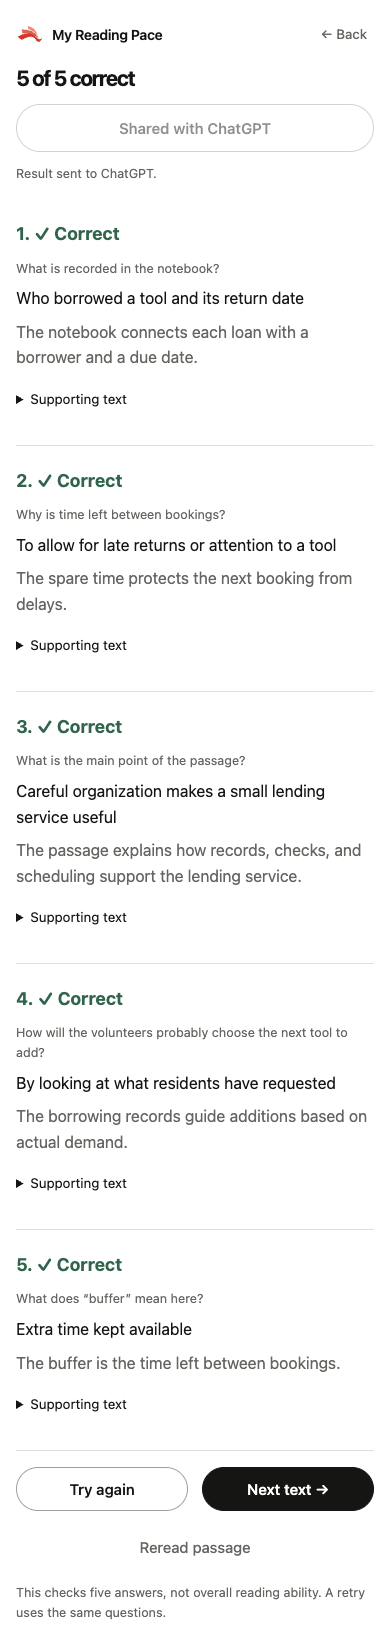 My Reading Pace
← Back
5 of 5 correct
Shared with ChatGPT
Result sent to ChatGPT.
1. ✓ Correct
What is recorded in the notebook?
Who borrowed a tool and its return date
The notebook connects each loan with a
borrower and a due date.
▶ Supporting text
2. ✓ Correct
Why is time left between bookings?
To allow for late returns or attention to a tool
The spare time protects the next booking from
delays.
▶ Supporting text
3. ✓ Correct
What is the main point of the passage?
Careful organization makes a small lending
service useful
The passage explains how records, checks, and
scheduling support the lending service.
▶ Supporting text
4. ✓ Correct
How will the volunteers probably choose the next tool to
add?
By looking at what residents have requested
The borrowing records guide additions based on
actual demand.
▶ Supporting text
5. ✓ Correct
What does “buffer” mean here?
Extra time kept available
The buffer is the time left between bookings.
▶ Supporting text
Try again
Next text →
Reread passage
This checks five answers, not overall reading ability. A retry
uses the same questions.